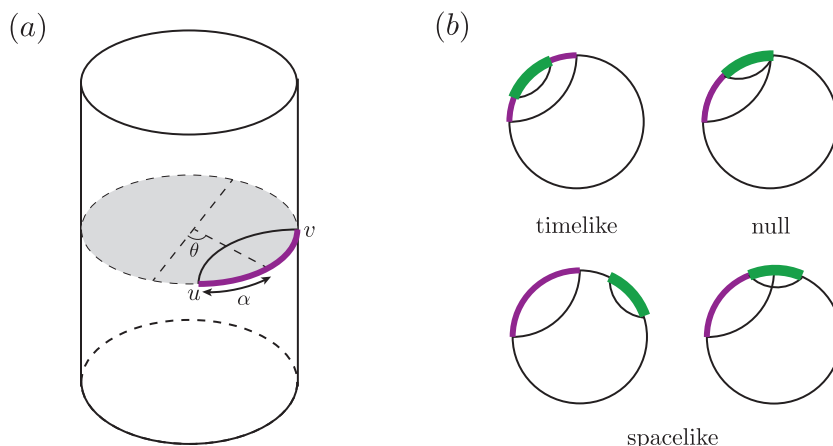 (a)
θ
v
u
α
(b)
timelike
null
spacelike